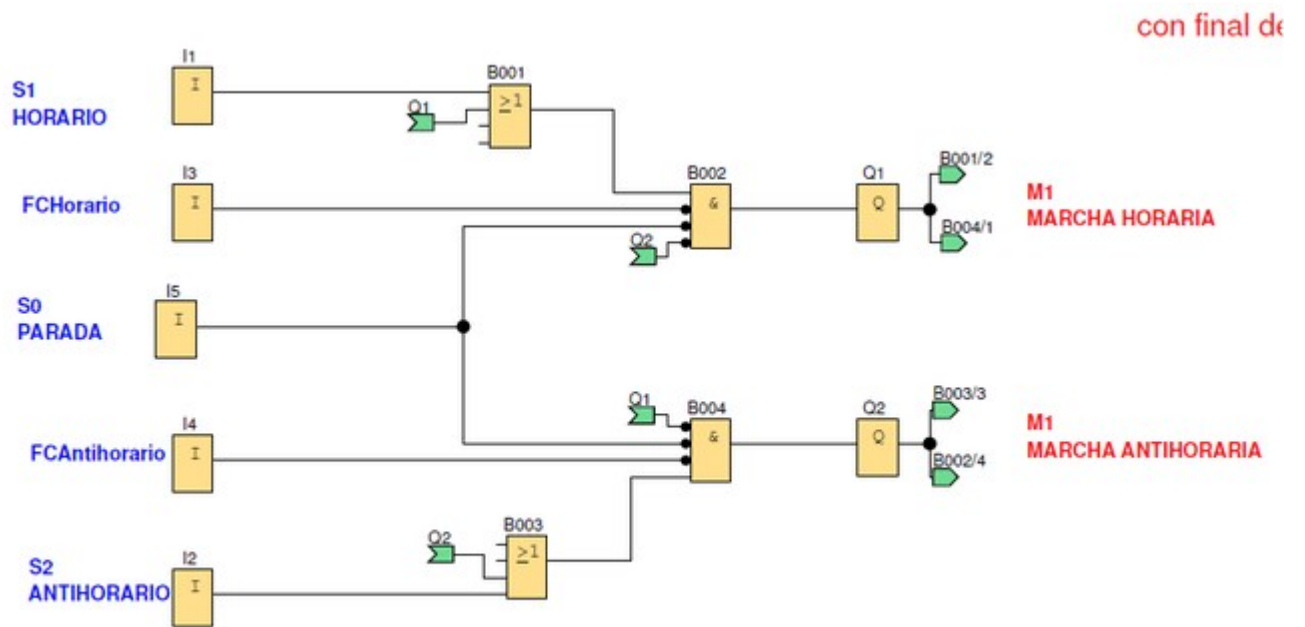 con final de
I1
I
S1
HORARIO
B001
≥1
Q1
I3
I
FCHorario
B002
&
Q2
Q1
Q
B001/2
B004/1
M1
MARCHA HORARIA
I5
I
S0
PARADA
I4
I
FCAntihorario
Q1
B004
&
Q2
Q
B003/3
B002/4
M1
MARCHA ANTIHORARIA
Q2
B003
≥1
I2
I
S2
ANTIHORARIO